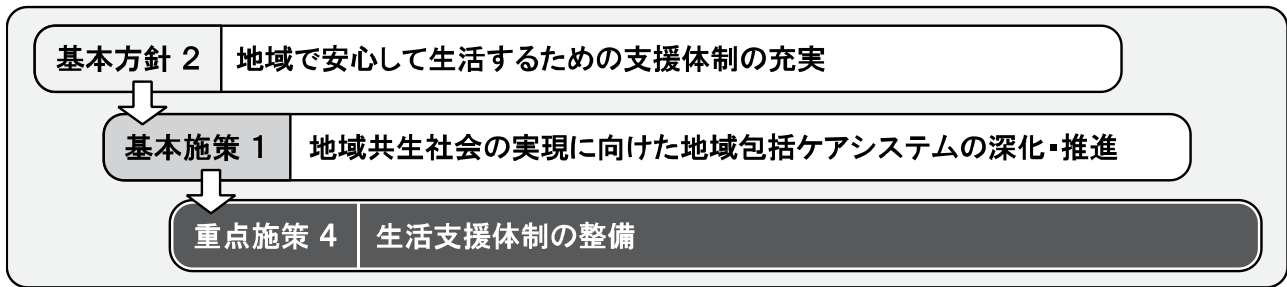 基本方針 2 地域で安心して生活するための支援体制の充実
基本施策 1 地域共生社会の実現に向けた地域包括ケアシステムの深化・推進
重点施策 4 生活支援体制の整備